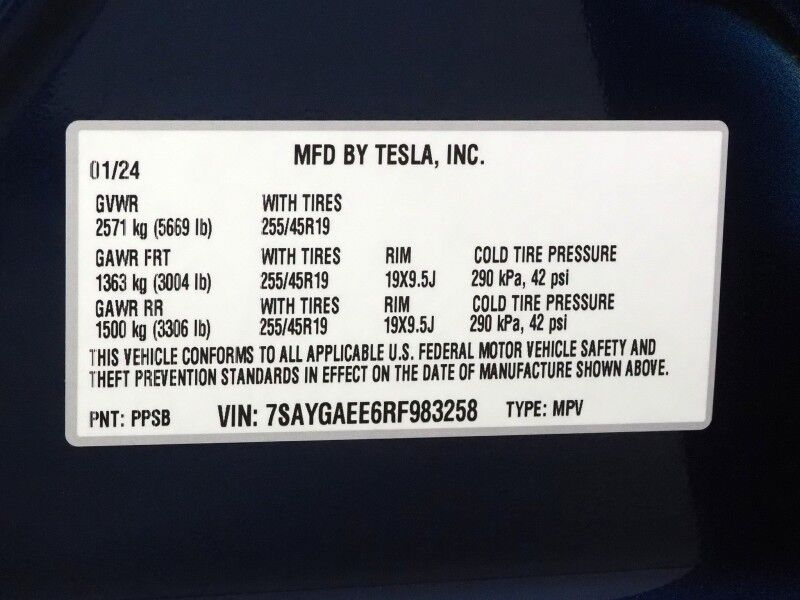 MFD BY TESLA, INC.
01/24
GVWR WITH TIRES
2571 kg (5669 lb) 255/45R19
GAWR FRT WITH TIRES RIM COLD TIRE PRESSURE
1363 kg (3004 lb) 255/45R19 19X9.5J 290 kPa, 42 psi
GAWR RR WITH TIRES RIM COLD TIRE PRESSURE
1500 kg (3306 lb) 255/45R19 19X9.5J 290 kPa, 42 psi
THIS VEHICLE CONFORMS TO ALL APPLICABLE U.S. FEDERAL MOTOR VEHICLE SAFETY AND
THEFT PREVENTION STANDARDS IN EFFECT ON THE DATE OF MANUFACTURE SHOWN ABOVE.
PNT: PPSB VIN: 7SAYGAEE6RF983258 TYPE: MPV